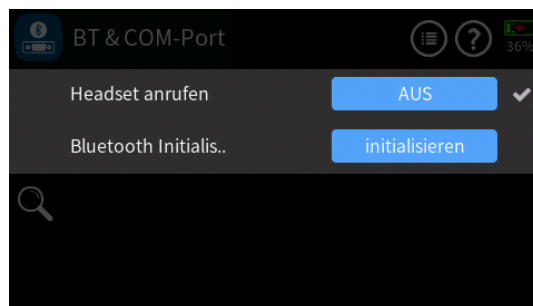 BT & COM-Port
?
36%
Headset anrufen AUS
Bluetooth Initialis.. initialisieren